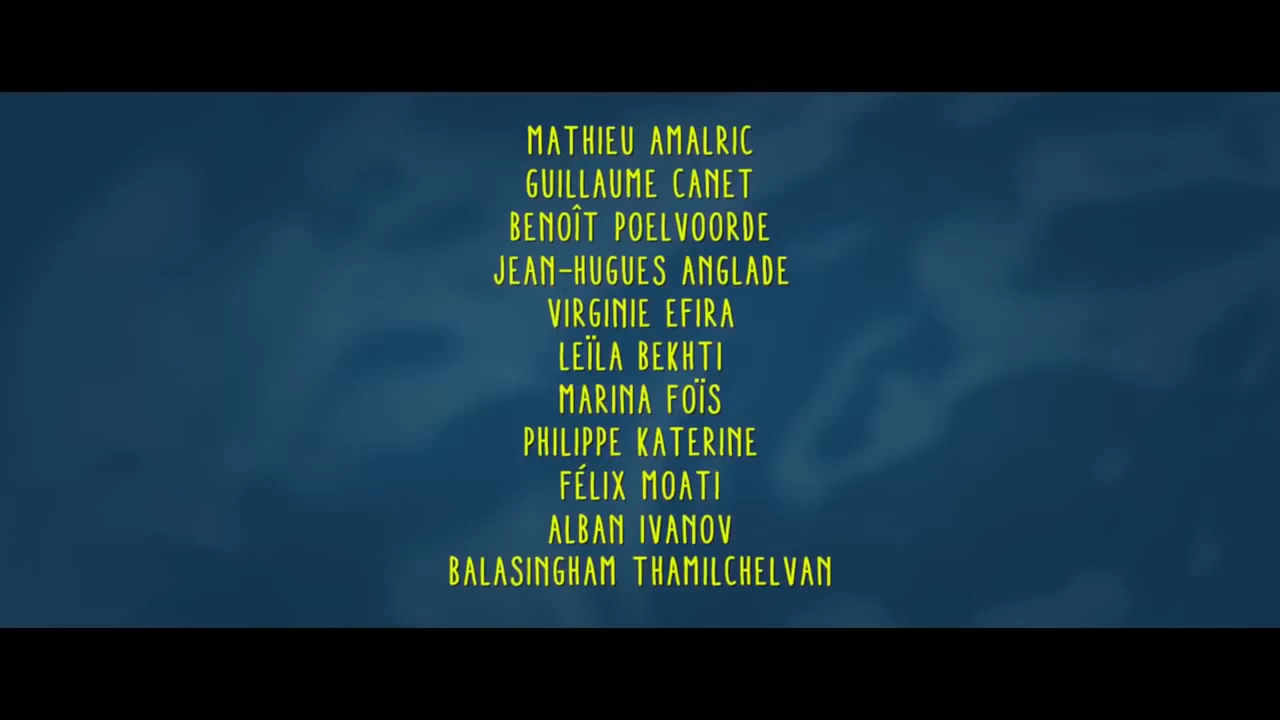 MATHIEU AMALRIC
GUILLAUME CANET
BENOÎT POELVOORDE
JEAN-HUGUES ANGLADE
VIRGINIE EFIRA
LEÏLA BEKHTI
MARINA FOÏS
PHILIPPE KATERINE
FÉLIX MOATI
ALBAN IVANOV
BALASINGHAM THAMILCHELVAN